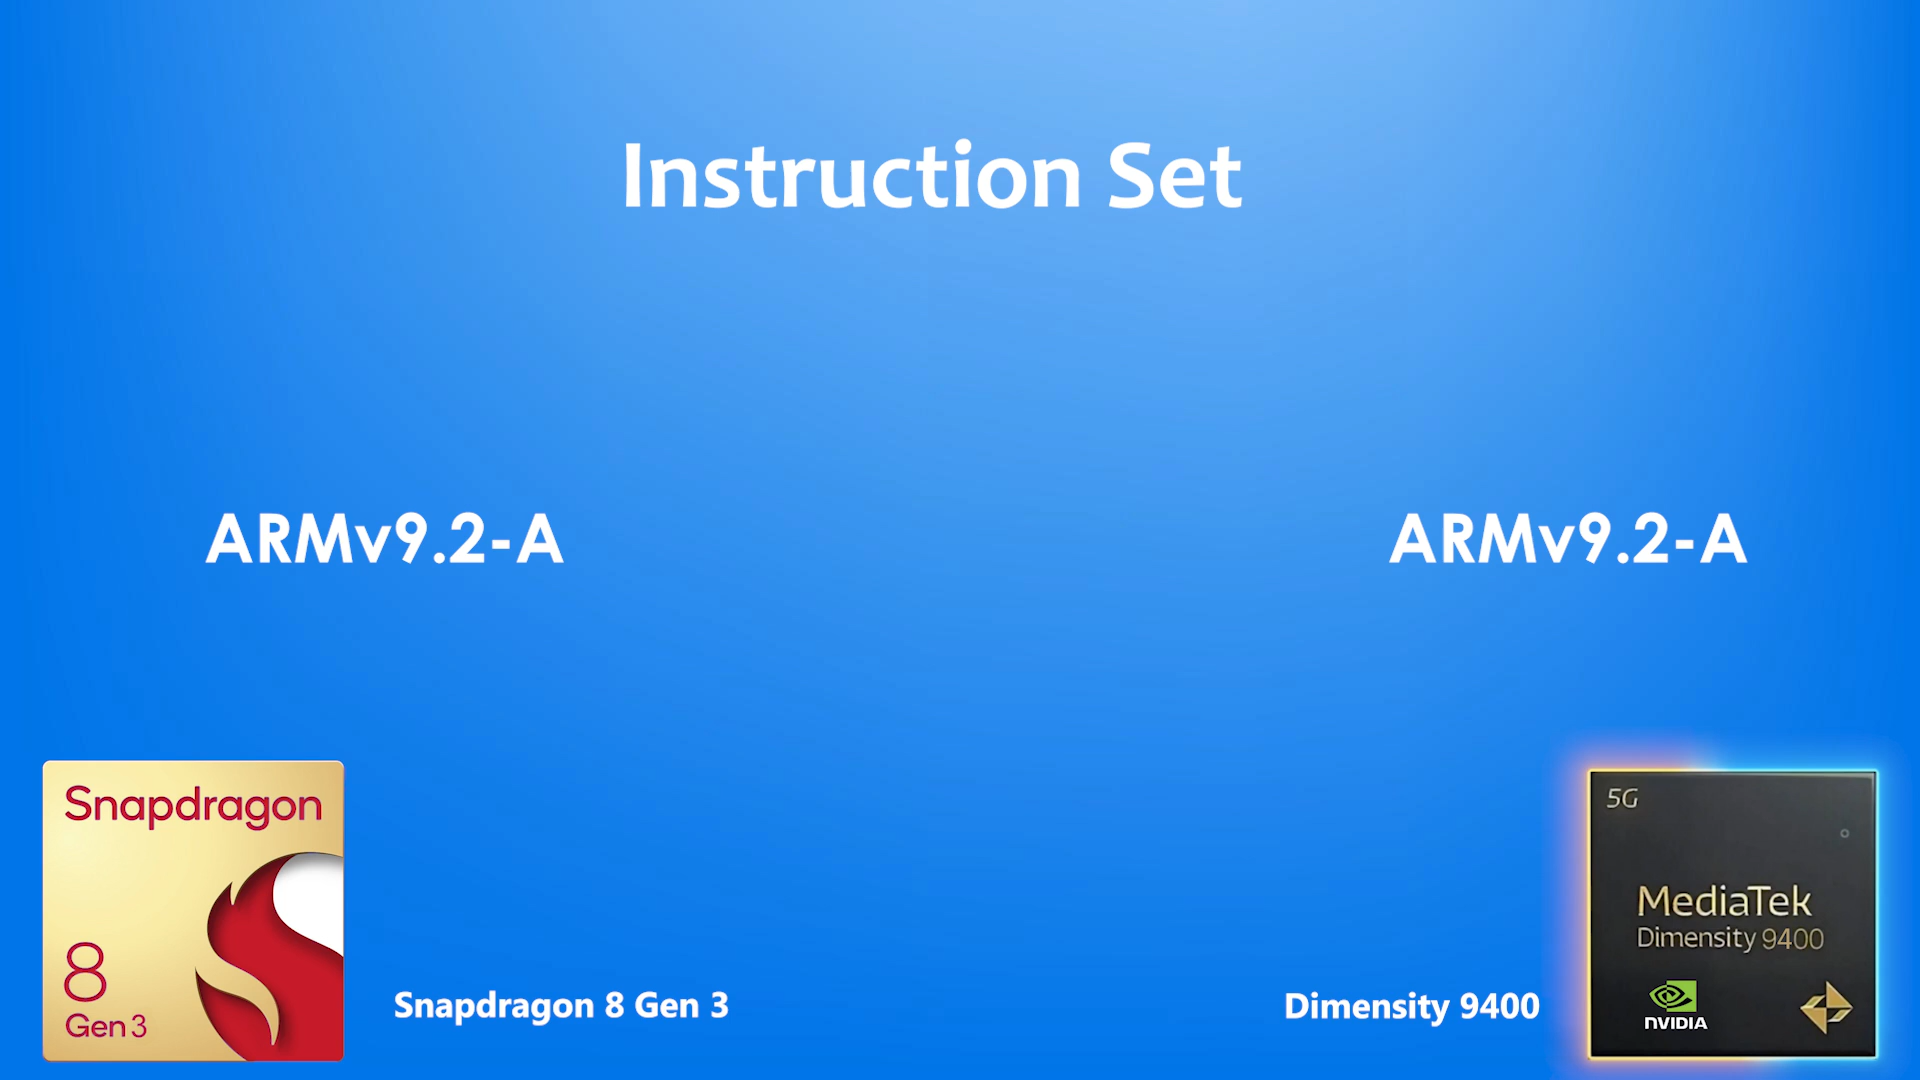 Instruction Set
ARMv9.2-A
ARMv9.2-A
Snapdragon
8
Gen 3
Snapdragon 8 Gen 3
Dimensity 9400
5G
MediaTek
Dimensity 9400
NVIDIA